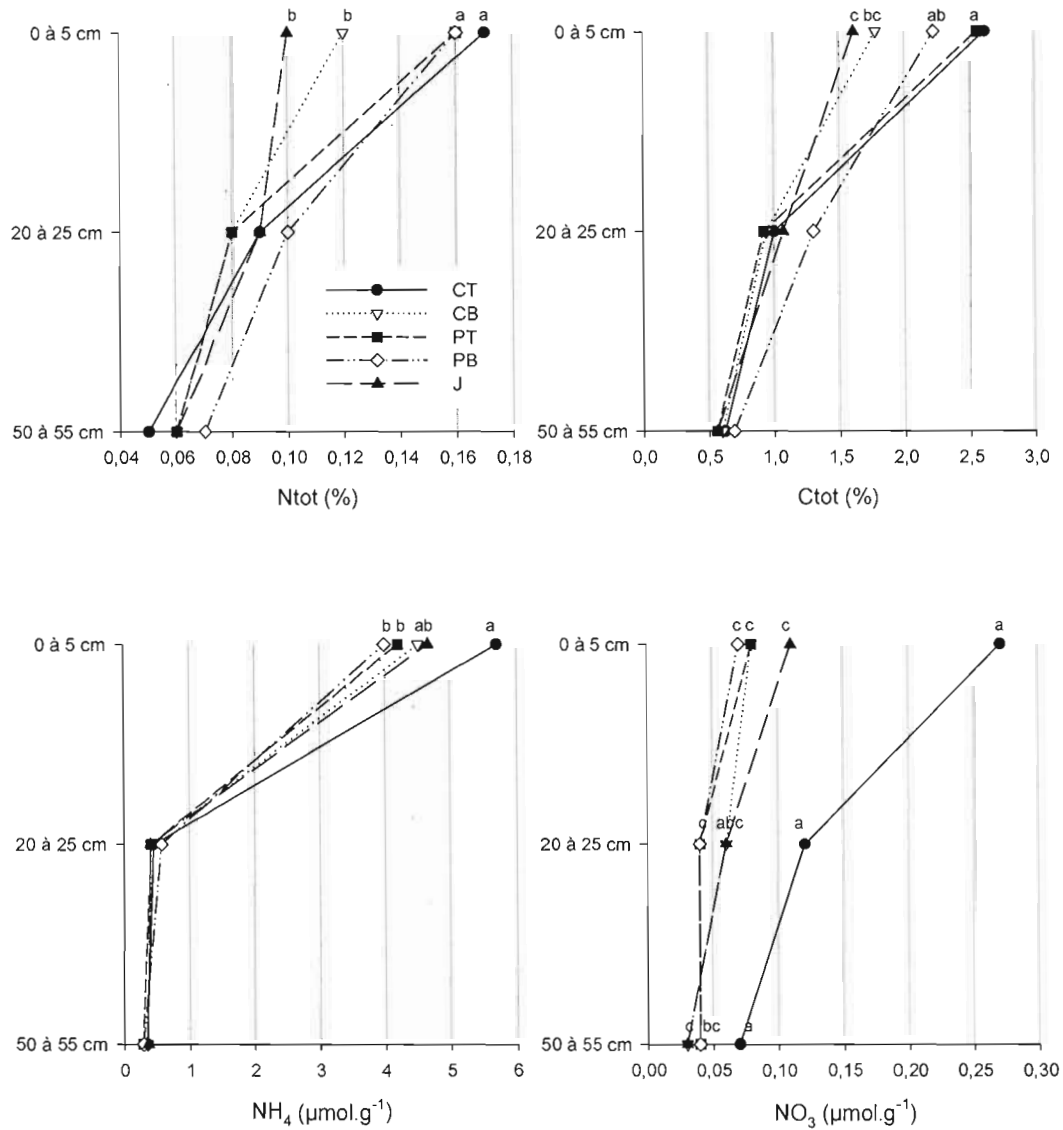 b b a a
0 à 5 cm
20 à 25 cm
CT
CB
PT
PB
J
50 à 55 cm
0,04 0,06 0,08 0,10 0,12 0,14 0,16 0,18
Ntot (%)
c bc ab a
0 à 5 cm
20 à 25 cm
50 à 55 cm
0,0 0,5 1,0 1,5 2,0 2,5 3,0
Ctot (%)
b b ab a
0 à 5 cm
20 à 25 cm
50 à 55 cm
0 1 2 3 4 5 6
NH₄ (µmol.g⁻¹)
c c c a
0 à 5 cm
c abc a
20 à 25 cm
c bc a
50 à 55 cm
0,00 0,05 0,10 0,15 0,20 0,25 0,30
NO₃ (µmol.g⁻¹)